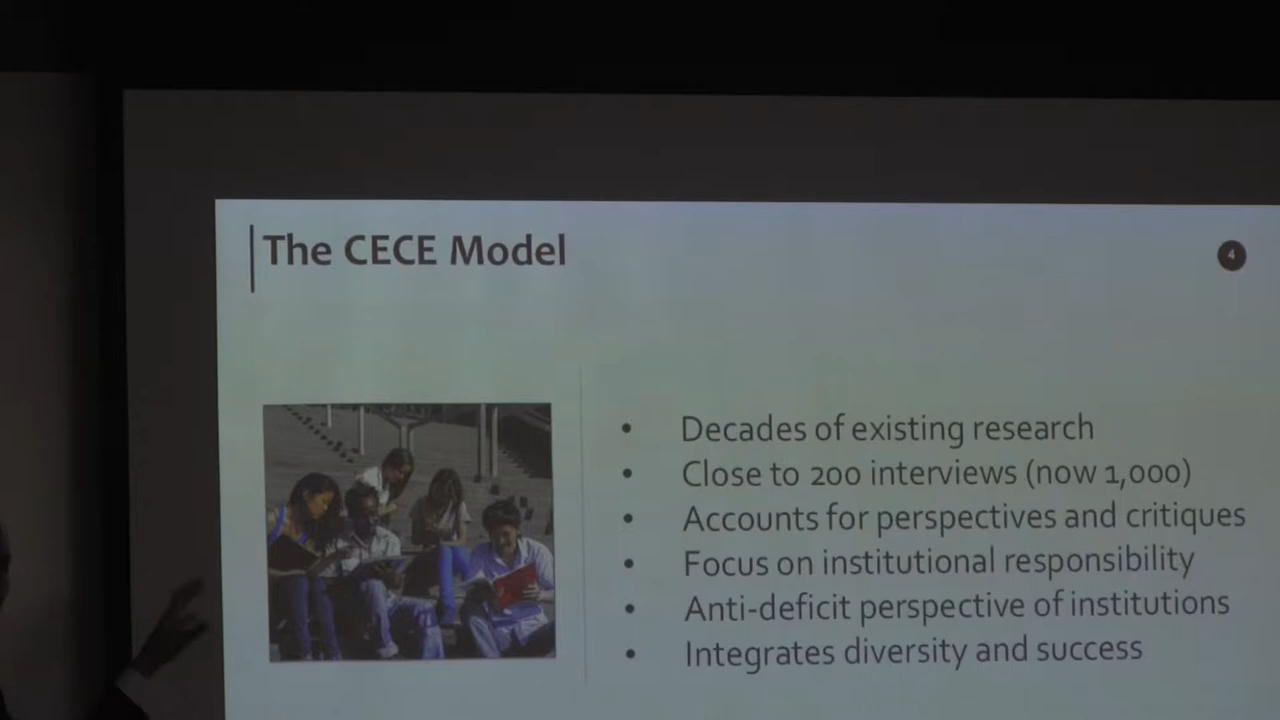 The CECE Model
4
• Decades of existing research
• Close to 200 interviews (now 1,000)
• Accounts for perspectives and critiques
• Focus on institutional responsibility
• Anti-deficit perspective of institutions
• Integrates diversity and success